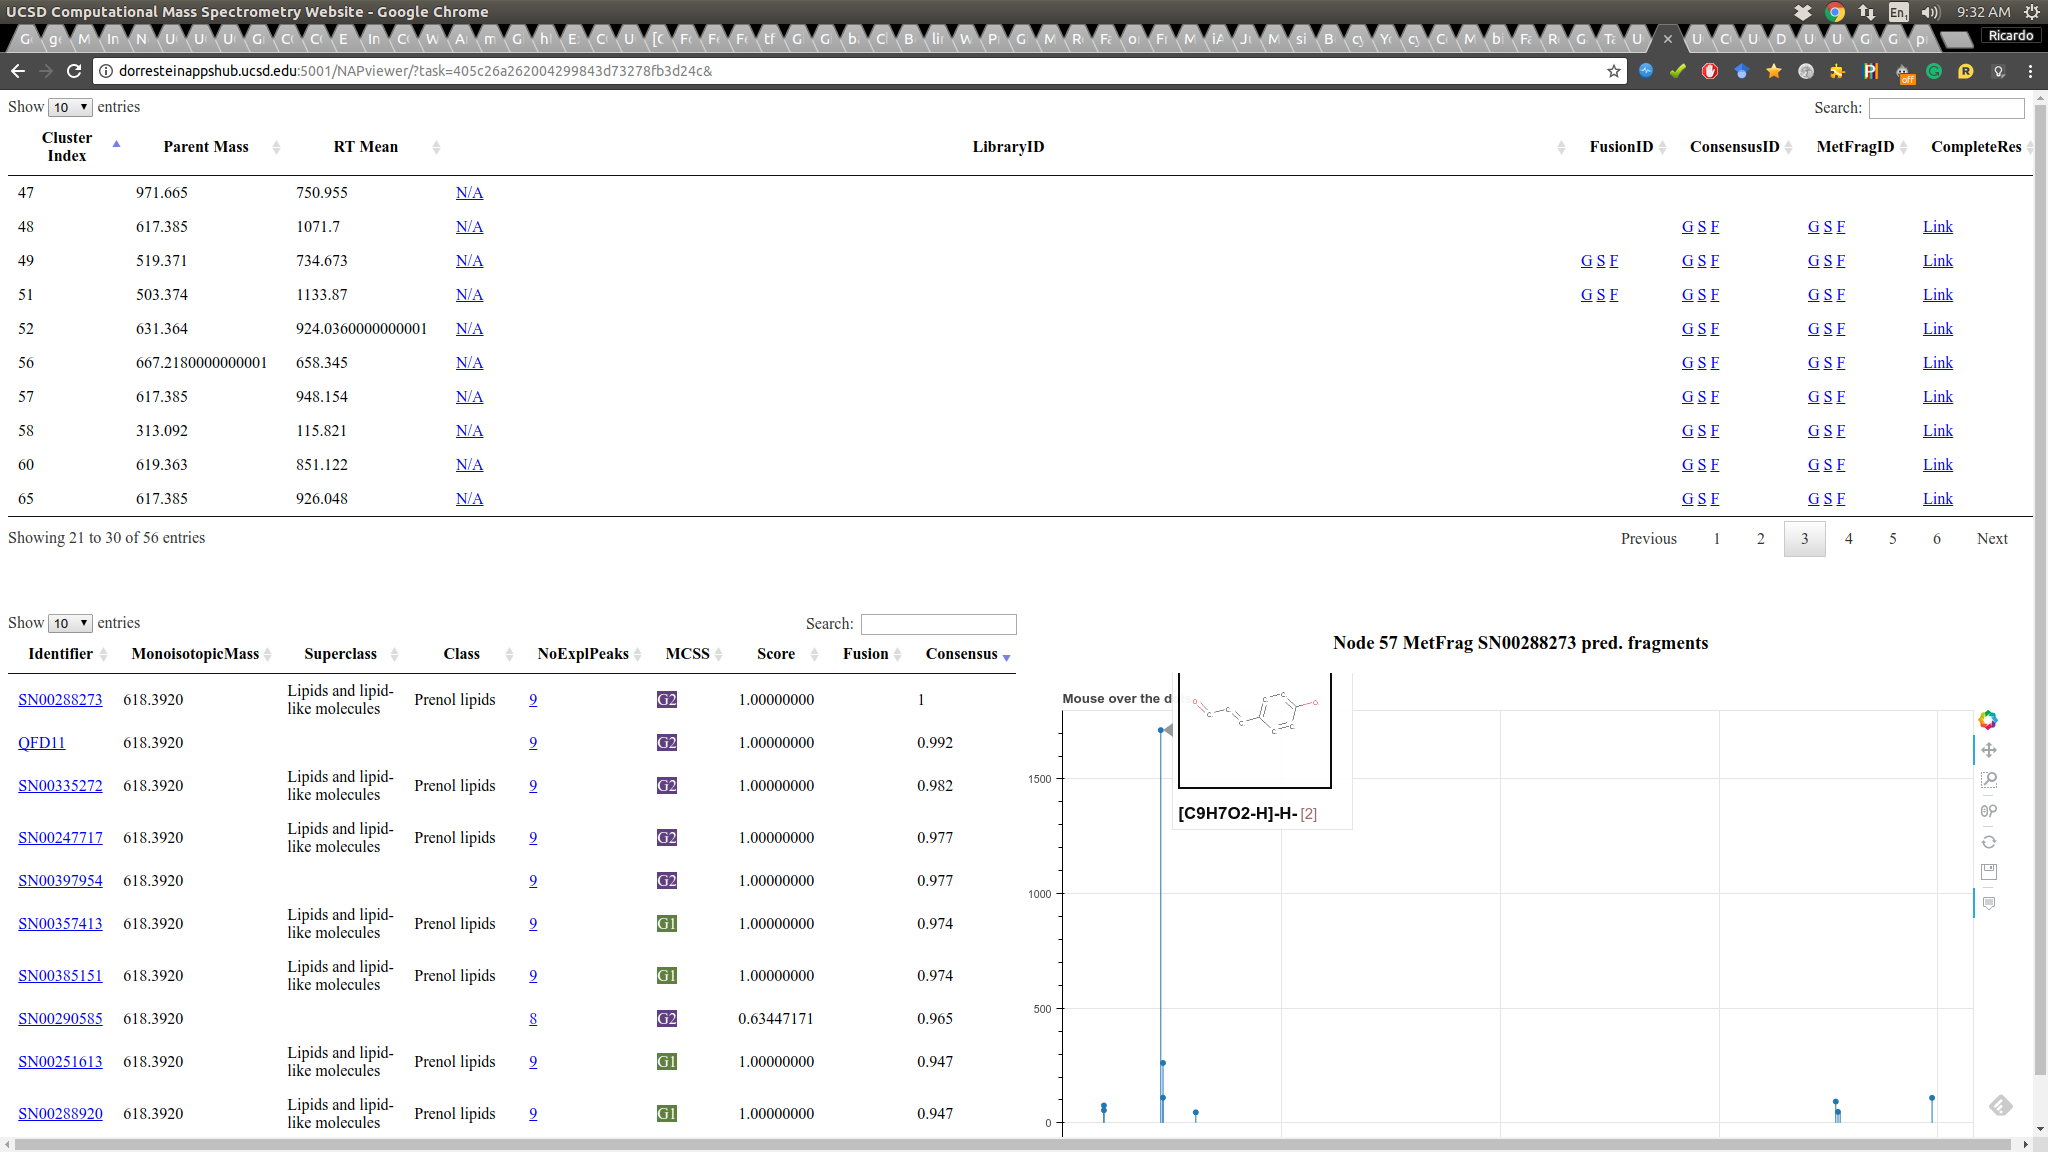 UCSD Computational Mass Spectrometry Website - Google Chrome
En 9:32 AM
Ricardo
dorresteinappshub.ucsd.edu:5001/NAPviewer/?task=405c26a262004299843d73278fb3d24c&
off
Show 10 entries Search:
Cluster Index Parent Mass RT Mean LibraryID FusionID ConsensusID MetFragID CompleteRes
47 971.665 750.955 N/A
48 617.385 1071.7 N/A G S F G S F Link
49 519.371 734.673 N/A G S F G S F G S F Link
51 503.374 1133.87 N/A G S F G S F G S F Link
52 631.364 924.0360000000001 N/A G S F G S F Link
56 667.2180000000001 658.345 N/A G S F G S F Link
57 617.385 948.154 N/A G S F G S F Link
58 313.092 115.821 N/A G S F G S F Link
60 619.363 851.122 N/A G S F G S F Link
65 617.385 926.048 N/A G S F G S F Link
Showing 21 to 30 of 56 entries Previous 1 2 3 4 5 6 Next
Show 10 entries Search:
Identifier MonoisotopicMass Superclass Class NoExplPeaks MCSS Score Fusion Consensus
SN00288273 618.3920 Lipids and lipid-like molecules Prenol lipids 9 G2 1.00000000 1
QFD11 618.3920 9 G2 1.00000000 0.992
SN00335272 618.3920 Lipids and lipid-like molecules Prenol lipids 9 G2 1.00000000 0.982
SN00247717 618.3920 Lipids and lipid-like molecules Prenol lipids 9 G2 1.00000000 0.977
SN00397954 618.3920 9 G2 1.00000000 0.977
SN00357413 618.3920 Lipids and lipid-like molecules Prenol lipids 9 G1 1.00000000 0.974
SN00385151 618.3920 Lipids and lipid-like molecules Prenol lipids 9 G1 1.00000000 0.974
SN00290585 618.3920 8 G2 0.63447171 0.965
SN00251613 618.3920 Lipids and lipid-like molecules Prenol lipids 9 G1 1.00000000 0.947
SN00288920 618.3920 Lipids and lipid-like molecules Prenol lipids 9 G1 1.00000000 0.947
Node 57 MetFrag SN00288273 pred. fragments
Mouse over the d
[C9H7O2-H]-H- [2]
1500
1000
500
0